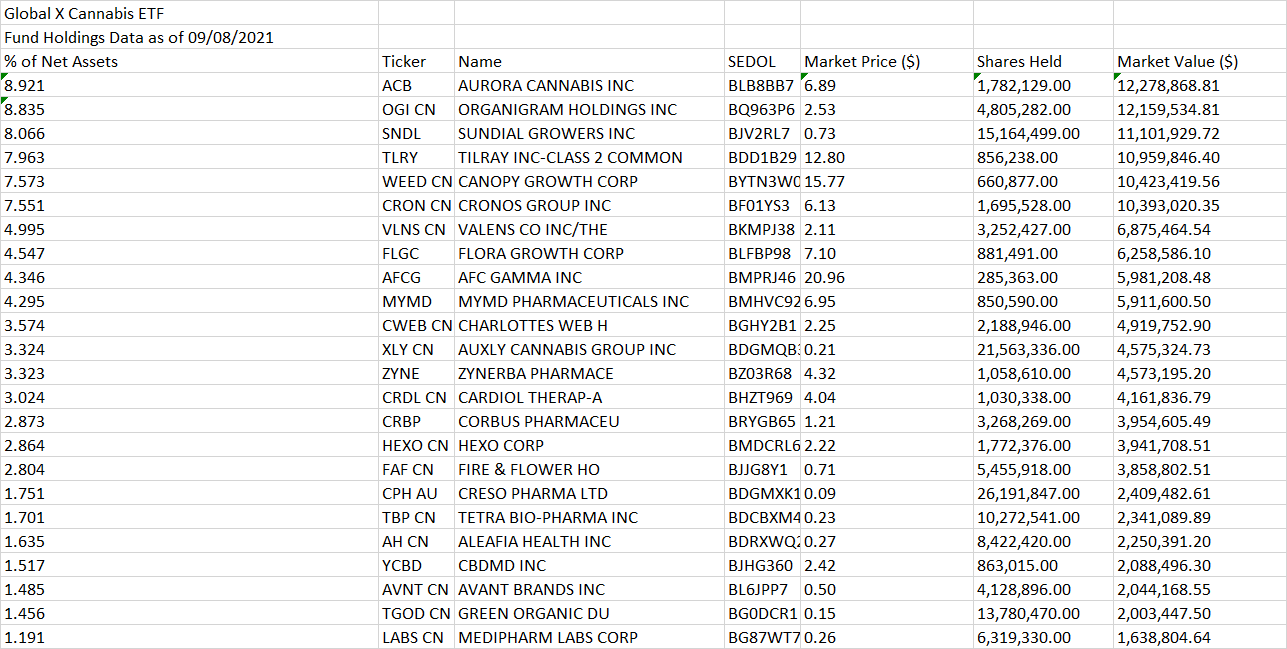 Global X Cannabis ETF
Fund Holdings Data as of 09/08/2021
% of Net Assets Ticker Name SEDOL Market Price ($) Shares Held Market Value ($)
8.921 ACB AURORA CANNABIS INC BLB8BB7 6.89 1,782,129.00 12,278,868.81
8.835 OGI CN ORGANIGRAM HOLDINGS INC BQ963P6 2.53 4,805,282.00 12,159,534.81
8.066 SNDL SUNDIAL GROWERS INC BJV2RL7 0.73 15,164,499.00 11,101,929.72
7.963 TLRY TILRAY INC-CLASS 2 COMMON BDD1B29 12.80 856,238.00 10,959,846.40
7.573 WEED CN CANOPY GROWTH CORP BYTN3W0 15.77 660,877.00 10,423,419.56
7.551 CRON CN CRONOS GROUP INC BF01YS3 6.13 1,695,528.00 10,393,020.35
4.995 VLNS CN VALENS CO INC/THE BKMPJ38 2.11 3,252,427.00 6,875,464.54
4.547 FLGC FLORA GROWTH CORP BLFBP98 7.10 881,491.00 6,258,586.10
4.346 AFCG AFC GAMMA INC BMPRJ46 20.96 285,363.00 5,981,208.48
4.295 MYMD MYMD PHARMACEUTICALS INC BMHVC92 6.95 850,590.00 5,911,600.50
3.574 CWEB CN CHARLOTTES WEB H BGHY2B1 2.25 2,188,946.00 4,919,752.90
3.324 XLY CN AUXLY CANNABIS GROUP INC 0.21 21,563,336.00 4,575,324.73
3.323 ZYNE ZYNERBA PHARMACE BZ03R68 4.32 1,058,610.00 4,573,195.20
3.024 CRDL CN CARDIOL THERAP-A BHZT969 4.04 1,030,338.00 4,161,836.79
2.873 CRBP CORBUS PHARMACEU BRYGB65 1.21 3,268,269.00 3,954,605.49
2.864 HEXO CN HEXO CORP BMDCRL6 2.22 1,772,376.00 3,941,708.51
2.804 FAF CN FIRE & FLOWER HO BJJG8Y1 0.71 5,455,918.00 3,858,802.51
1.751 CPH AU CRESO PHARMA LTD BDGMXK1 0.09 26,191,847.00 2,409,482.61
1.701 TBP CN TETRA BIO-PHARMA INC BDCBXM4 0.23 10,272,541.00 2,341,089.89
1.635 AH CN ALEAFIA HEALTH INC 0.27 8,422,420.00 2,250,391.20
1.517 YCBD CBDMD INC BJHG360 2.42 863,015.00 2,088,496.30
1.485 AVNT CN AVANT BRANDS INC BL6JPP7 0.50 4,128,896.00 2,044,168.55
1.456 TGOD CN GREEN ORGANIC DU BG0DCR1 0.15 13,780,470.00 2,003,447.50
1.191 LABS CN MEDIPHARM LABS CORP BG87WT7 0.26 6,319,330.00 1,638,804.64